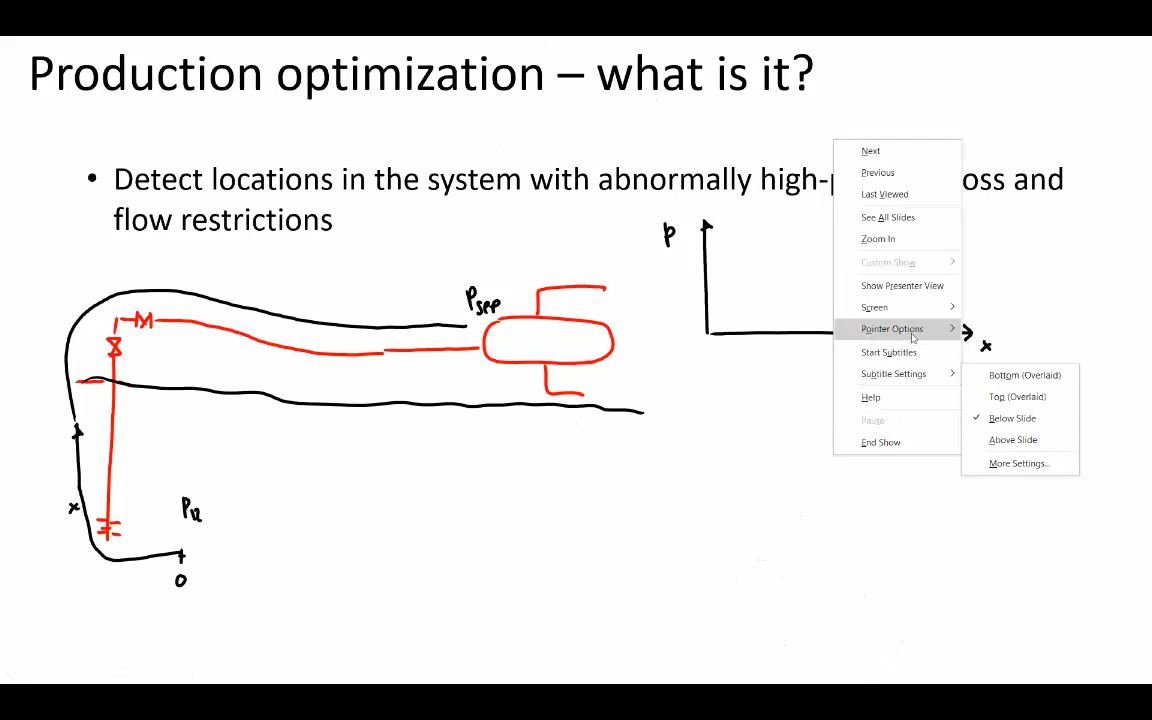 Production optimization – what is it?
• Detect locations in the system with abnormally high-p oss and
flow restrictions
Next
Previous
Last Viewed
See All Slides
Zoom In
Custom Show
Show Presenter View
Screen
Pointer Options
Start Subtitles
Subtitle Settings
Help
Pause
End Show
Bottom (Overlaid)
Top (Overlaid)
Below Slide
Above Slide
More Settings...
p
x
Psep
x
PR
0